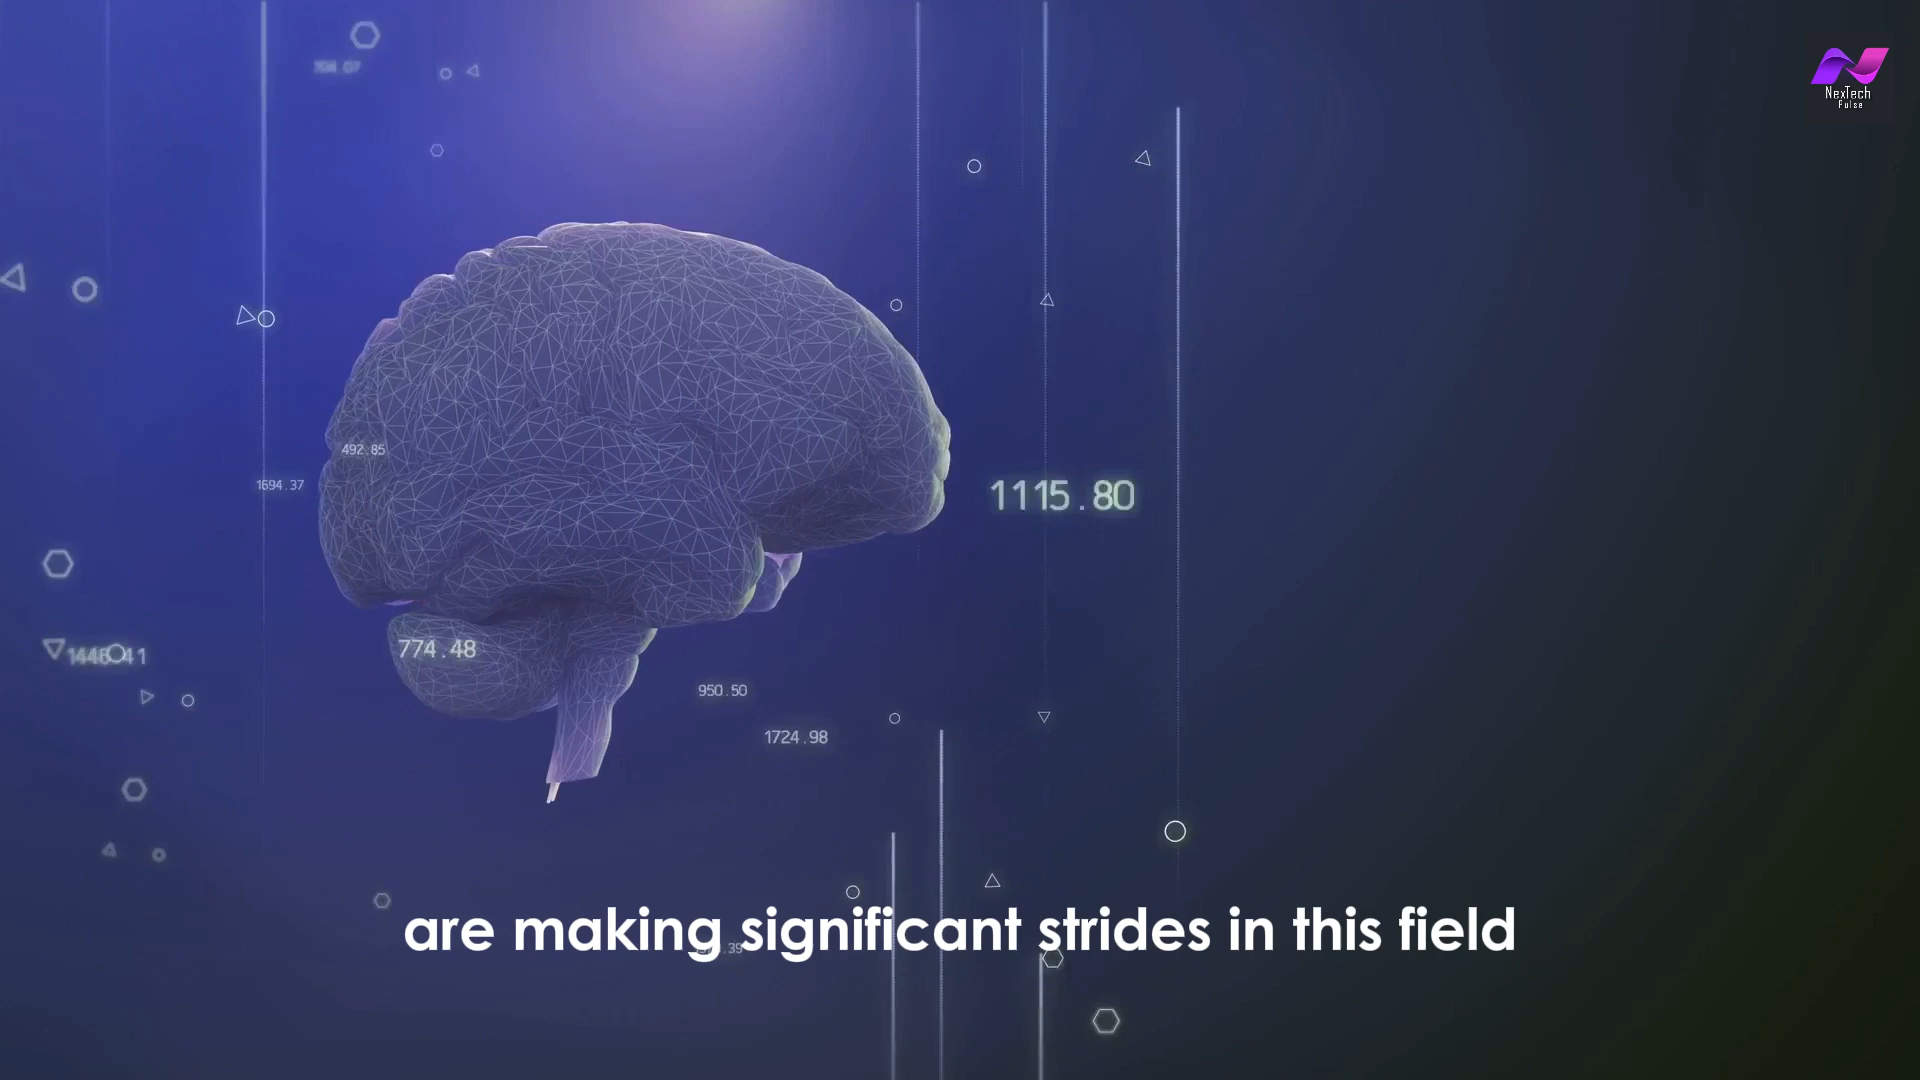 NexTech
Pulse
492.85
1694.37
1115.80
774.48
950.50
1724.98
are making significant strides in this field